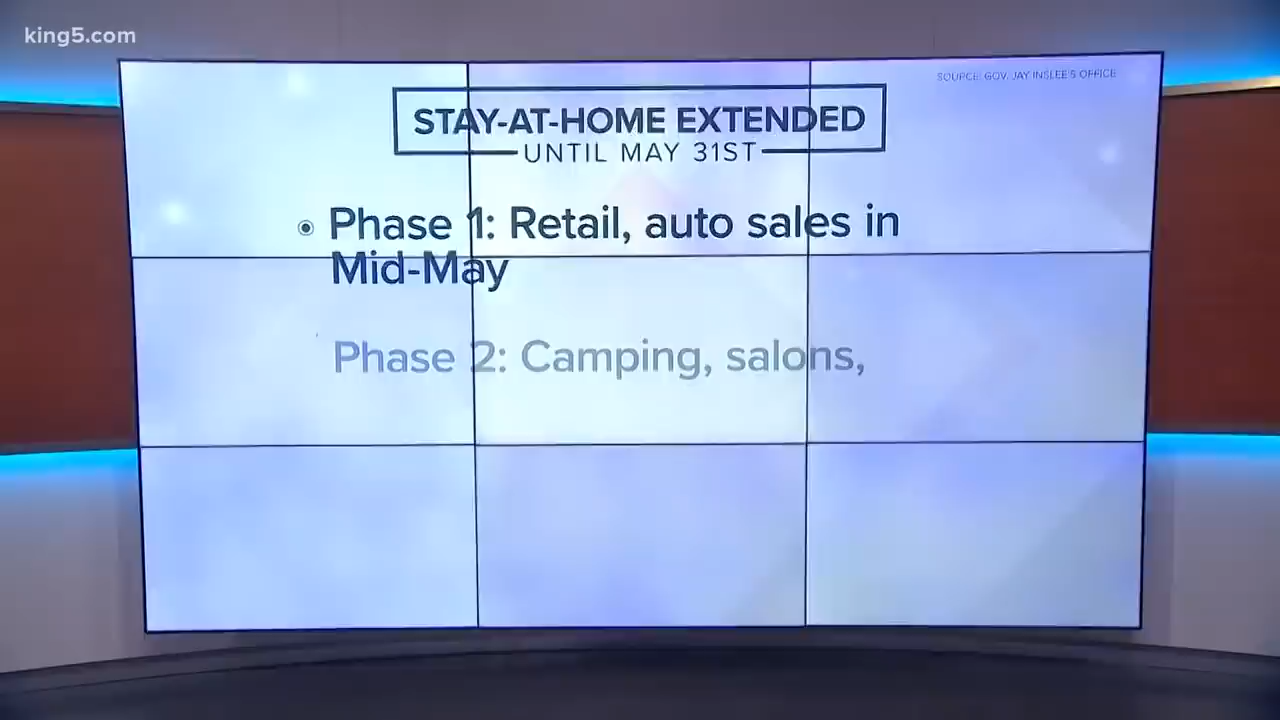 king5.com
SOURCE: GOV. JAY INSLEE'S OFFICE
STAY-AT-HOME EXTENDED
UNTIL MAY 31ST
Phase 1: Retail, auto sales in
Mid-May
Phase 2: Camping, salons,